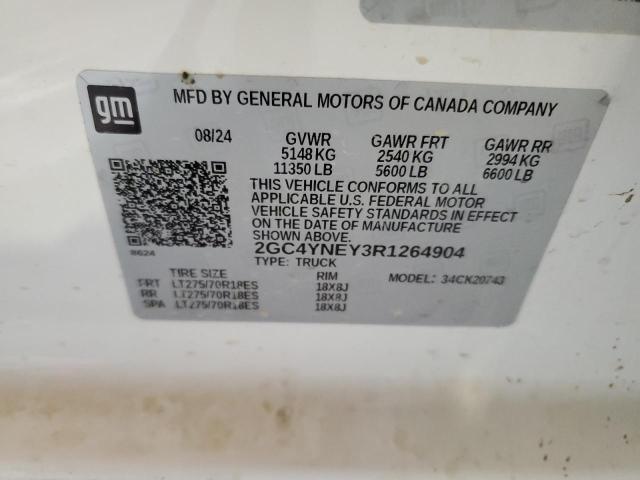 gm
MFD BY GENERAL MOTORS OF CANADA COMPANY
08/24 GVWR GAWR FRT GAWR RR
5148 KG 2540 KG 2994 KG
11350 LB 5600 LB 6600 LB
THIS VEHICLE CONFORMS TO ALL
APPLICABLE U.S. FEDERAL MOTOR
VEHICLE SAFETY STANDARDS IN EFFECT
ON THE DATE OF MANUFACTURE
SHOWN ABOVE.
8624
2GC4YNEY3R1264904
TYPE: TRUCK
TIRE SIZE RIM MODEL: 34CK20743
FRT LT275/70R18ES 18X8J
RR LT275/70R18ES 18X8J
SPA LT275/70R18ES 18X8J